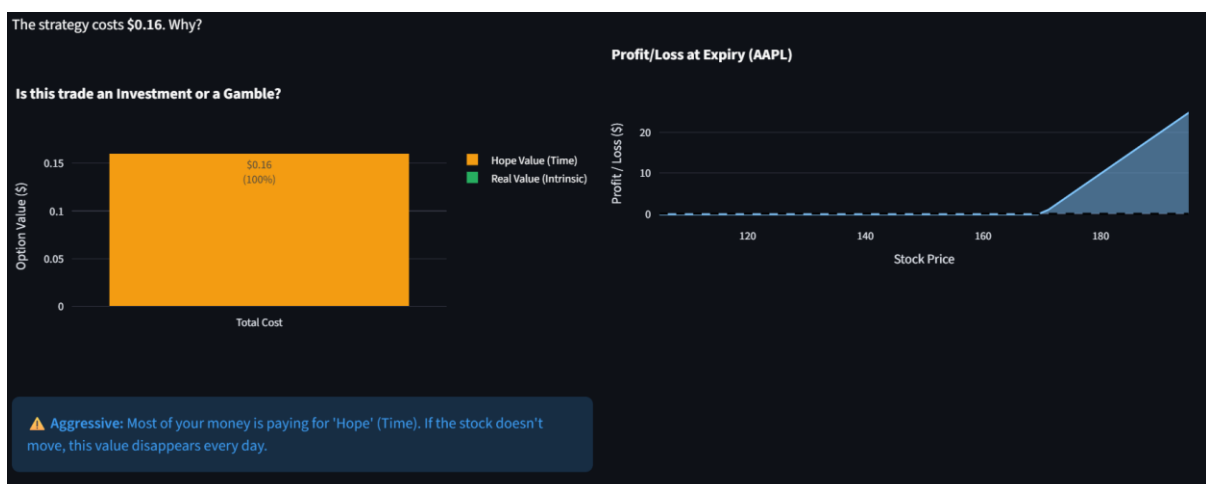 The strategy costs $0.16. Why?
Is this trade an Investment or a Gamble?
Option Value ($)
0.15
0.1
0.05
0
$0.16
(100%)
Total Cost
Hope Value (Time)
Real Value (Intrinsic)
⚠️ Aggressive: Most of your money is paying for 'Hope' (Time). If the stock doesn't
move, this value disappears every day.
Profit/Loss at Expiry (AAPL)
Profit / Loss ($)
20
10
0
120 140 160 180
Stock Price